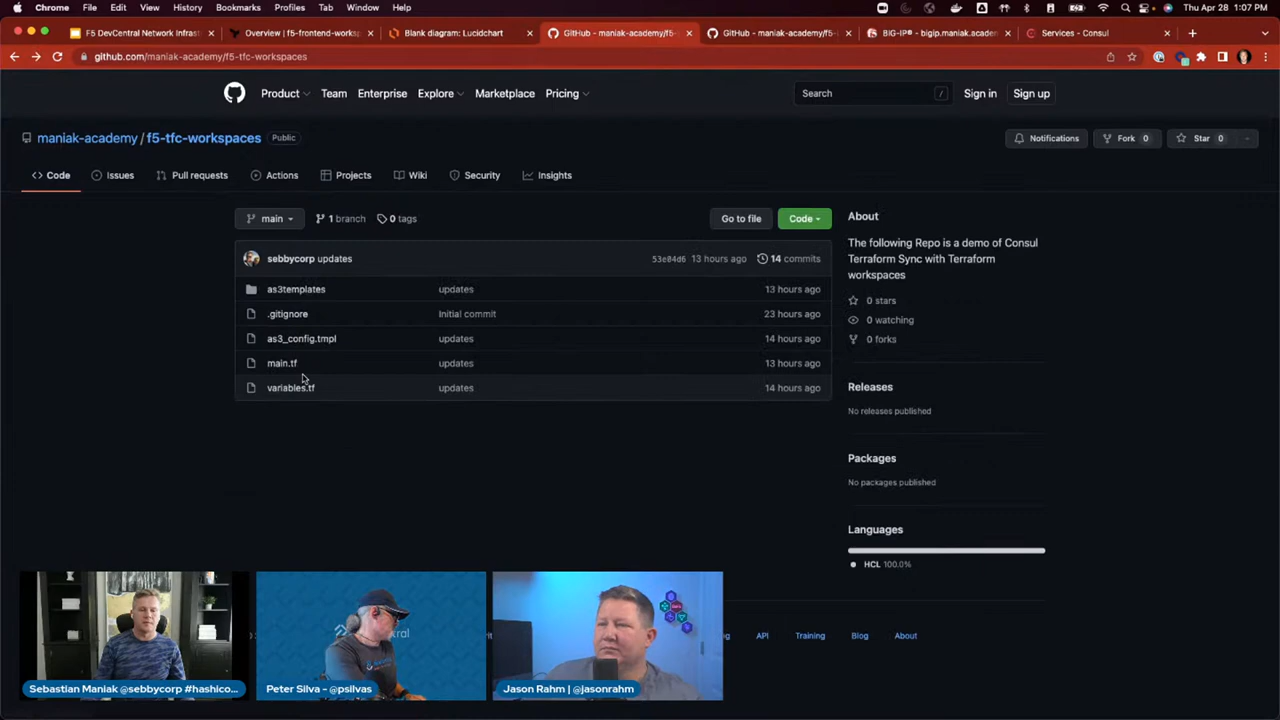 Chrome File Edit View History Bookmarks Profiles Tab Window Help
Thu Apr 28 1:07 PM
F5 DevCentral Network Infrast
Overview | f5-frontend-works
Blank diagram: Lucidchart
GitHub - maniak-academy/f5-
GitHub - maniak-academy/f5-
BIG-IP® - bigip.maniak.acade
Services - Consul
github.com/maniak-academy/f5-tfc-workspaces
Product Team Enterprise Explore Marketplace Pricing
Search /
Sign in Sign up
maniak-academy / f5-tfc-workspaces Public
Notifications Fork 0 Star 0
<> Code Issues Pull requests Actions Projects Wiki Security Insights
main 1 branch 0 tags
Go to file Code
sebbycorp updates 53e04d6 13 hours ago 14 commits
as3templates updates 13 hours ago
.gitignore Initial commit 23 hours ago
as3_config.tmpl updates 14 hours ago
main.tf updates 13 hours ago
variables.tf updates 14 hours ago
About
The following Repo is a demo of Consul
Terraform Sync with Terraform
workspaces
0 stars
0 watching
0 forks
Releases
No releases published
Packages
No packages published
Languages
HCL 100.0%
API Training Blog About
Sebastian Maniak @sebbycorp #hashico...
Peter Silva - @psilvas
Jason Rahm | @jasonrahm